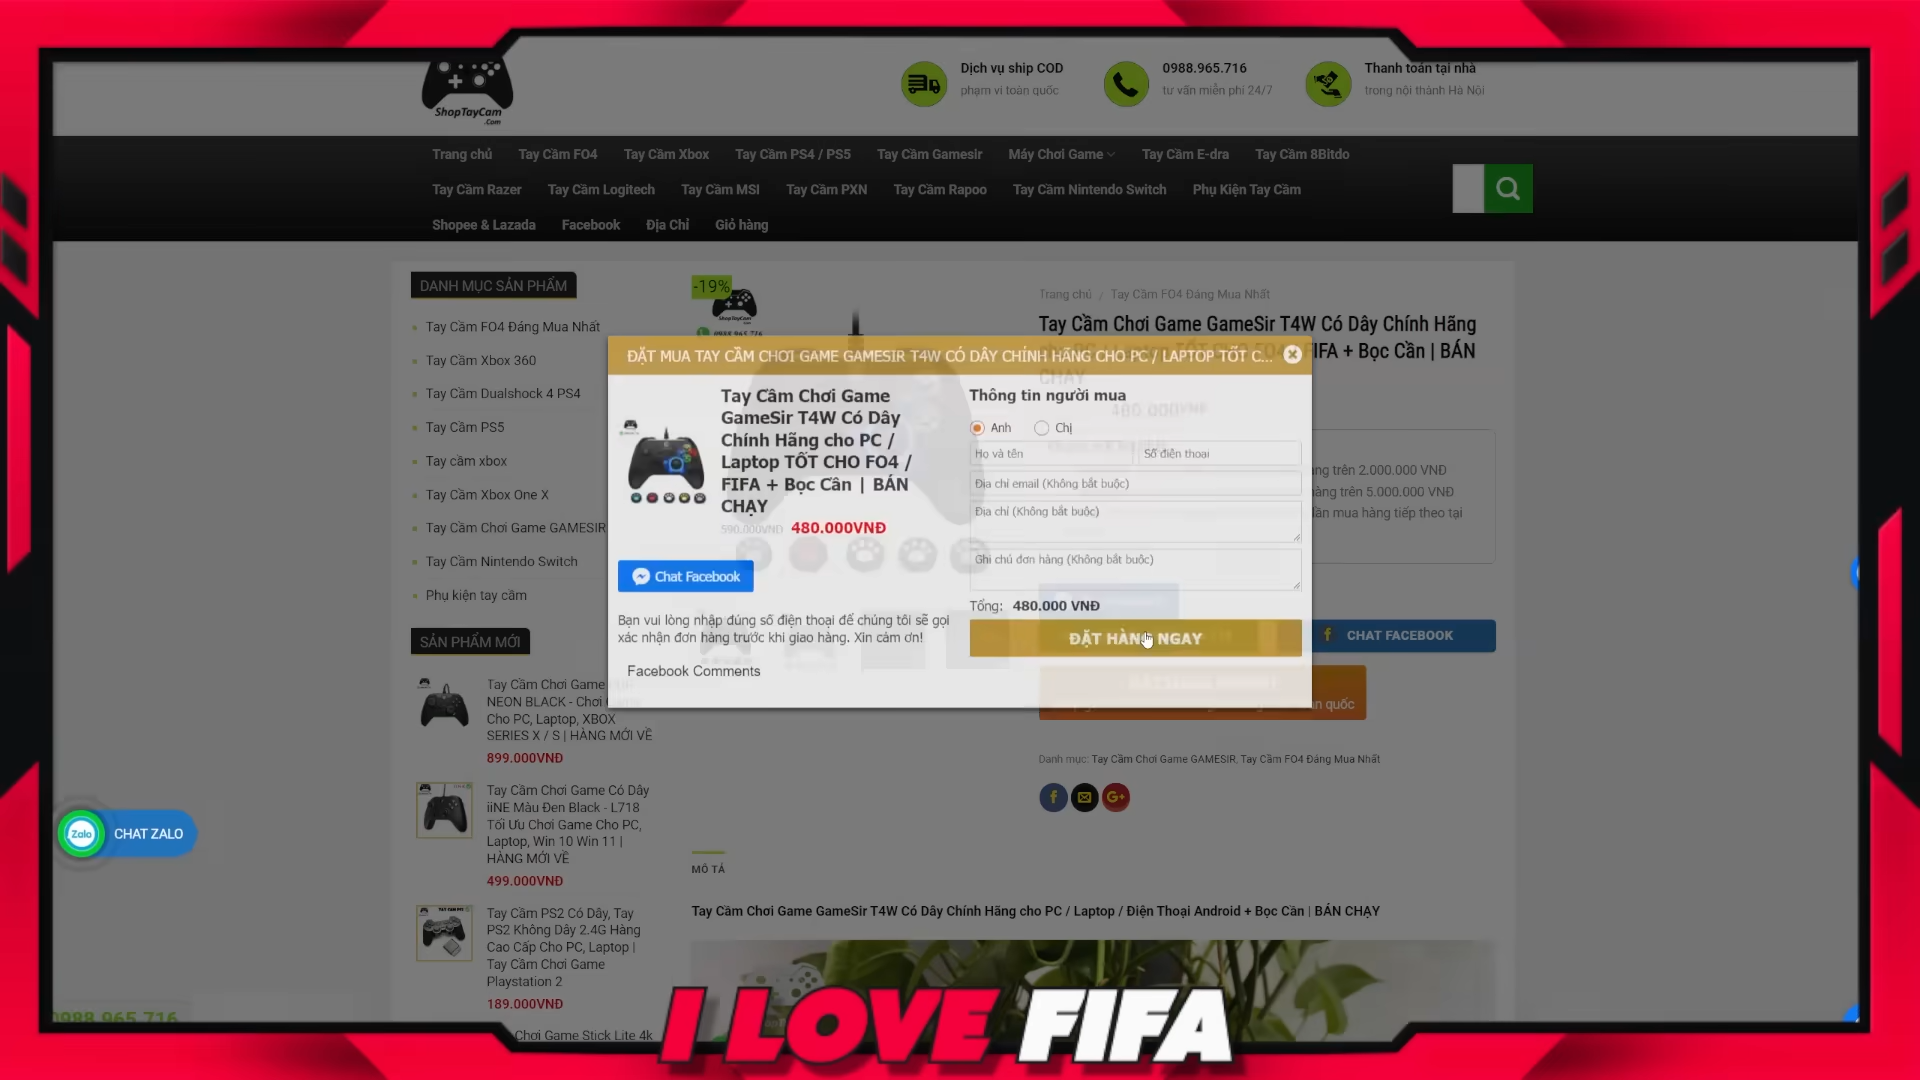 ShopTayCam
.Com
Dịch vụ ship COD
phạm vi toàn quốc
0988.965.716
tư vấn miễn phí 24/7
Thanh toán tại nhà
trong nội thành Hà Nội
Trang chủ Tay Cầm FO4 Tay Cầm Xbox Tay Cầm PS4 / PS5 Tay Cầm Gamesir Máy Chơi Game Tay Cầm E-dra Tay Cầm 8Bitdo
Tay Cầm Razer Tay Cầm Logitech Tay Cầm MSI Tay Cầm PXN Tay Cầm Rapoo Tay Cầm Nintendo Switch Phụ Kiện Tay Cầm
Shopee & Lazada Facebook Địa Chỉ Giỏ hàng
DANH MỤC SẢN PHẨM
Tay Cầm FO4 Đáng Mua Nhất
Tay Cầm Xbox 360
Tay Cầm Dualshock 4 PS4
Tay Cầm PS5
Tay cầm xbox
Tay Cầm Xbox One X
Tay Cầm Chơi Game GAMESIR
Tay Cầm Nintendo Switch
Phụ kiện tay cầm
SẢN PHẨM MỚI
Tay Cầm Chơi Game
NEON BLACK - Chơi
Cho PC, Laptop, XBOX
SERIES X / S | HÀNG MỚI VỀ
899.000VNĐ
Tay Cầm Chơi Game Có Dây
iiNE Màu Đen Black - L718
Tối Ưu Chơi Game Cho PC,
Laptop, Win 10 Win 11 |
HÀNG MỚI VỀ
499.000VNĐ
Tay Cầm PS2 Có Dây, Tay
PS2 Không Dây 2.4G Hàng
Cao Cấp Cho PC, Laptop |
Tay Cầm Chơi Game
Playstation 2
189.000VNĐ
Chơi Game Stick Lite 4k
Zalo CHAT ZALO
0988.965.716
-19%
ShopTayCam
0988.965.716
Trang chủ / Tay Cầm FO4 Đáng Mua Nhất
Tay Cầm Chơi Game GameSir T4W Có Dây Chính Hãng
cho PC / Laptop TỐT CHO FO4 / FIFA + Bọc Cần | BÁN
CHẠY
480.000VNĐ
ĐẶT MUA TAY CẦM CHƠI GAME GAMESIR T4W CÓ DÂY CHÍNH HÃNG CHO PC / LAPTOP TỐT C...
Tay Cầm Chơi Game
GameSir T4W Có Dây
Chính Hãng cho PC /
Laptop TỐT CHO FO4 /
FIFA + Bọc Cần | BÁN
CHẠY
590.000VNĐ 480.000VNĐ
Chat Facebook
Bạn vui lòng nhập đúng số điện thoại để chúng tôi sẽ gọi
xác nhận đơn hàng trước khi giao hàng. Xin cảm ơn!
Facebook Comments
Thông tin người mua
Anh Chị
Họ và tên Số điện thoại
Địa chỉ email (Không bắt buộc)
Địa chỉ (Không bắt buộc)
Ghi chú đơn hàng (Không bắt buộc)
Tổng: 480.000 VNĐ
ĐẶT HÀNG NGAY
trên 2.000.000 VNĐ
hàng trên 5.000.000 VNĐ
lần mua hàng tiếp theo tại
CHAT FACEBOOK
quốc
Danh mục: Tay Cầm Chơi Game GAMESIR, Tay Cầm FO4 Đáng Mua Nhất
MÔ TẢ
Tay Cầm Chơi Game GameSir T4W Có Dây Chính Hãng cho PC / Laptop / Điện Thoại Android + Bọc Cần | BÁN CHẠY
I LOVE FIFA